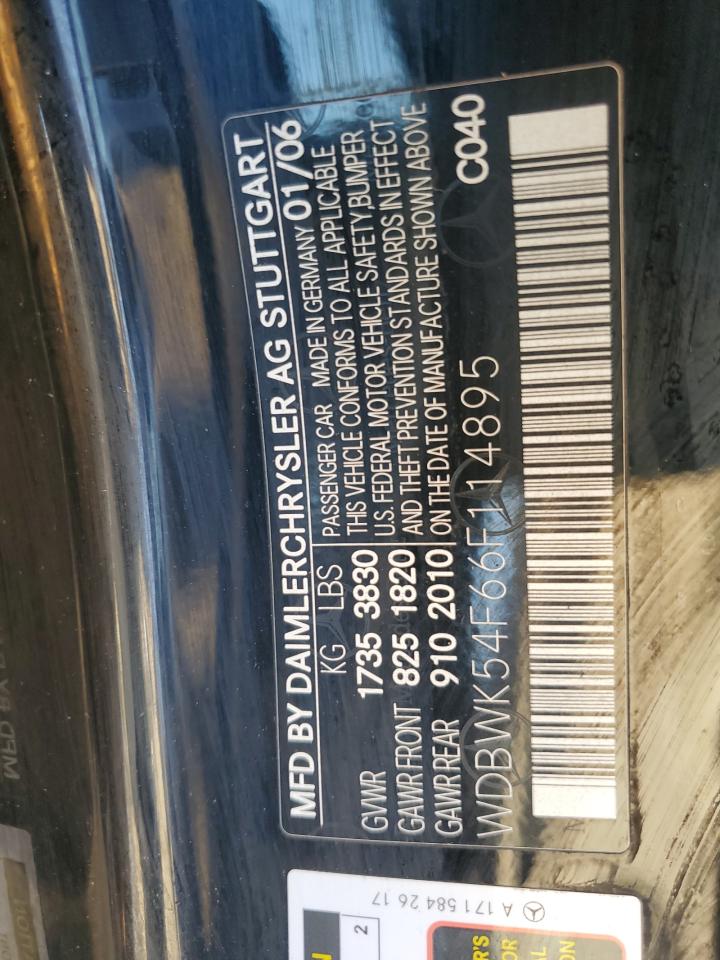 MFD BY DAIMLERCHRYSLER AG STUTTGART
KG LBS PASSENGER CAR MADE IN GERMANY 01/06
GVWR 1735 3830 THIS VEHICLE CONFORMS TO ALL APPLICABLE
GAWR FRONT 825 1820 U.S. FEDERAL MOTOR VEHICLE SAFETY,BUMPER
GAWR REAR 910 2010 AND THEFT PREVENTION STANDARDS IN EFFECT
ON THE DATE OF MANUFACTURE SHOWN ABOVE
WDBWK54F66F114895 C040
A 171 584 26 17
2